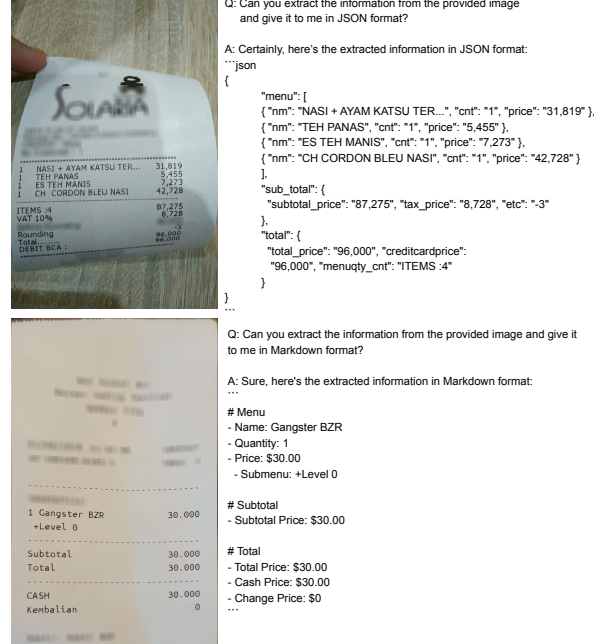 Q: Can you extract the information from the provided image
and give it to me in JSON format?
A: Certainly, here's the extracted information in JSON format:
```json
{
"menu": [
{ "nm": "NASI + AYAM KATSU TER...", "cnt": "1", "price": "31,819" },
{ "nm": "TEH PANAS", "cnt": "1", "price": "5,455" },
{ "nm": "ES TEH MANIS", "cnt": "1", "price": "7,273" },
{ "nm": "CH CORDON BLEU NASI", "cnt": "1", "price": "42,728" }
],
"sub_total": {
"subtotal_price": "87,275", "tax_price": "8,728", "etc": "-3"
},
"total": {
"total_price": "96,000", "creditcardprice":
"96,000", "menuqty_cnt": "ITEMS :4"
}
}
```
SOLARIA
1 NASI + AYAM KATSU TER... 31,819
1 TEH PANAS 5,455
1 ES TEH MANIS 7,273
1 CH CORDON BLEU NASI 42,728
ITEMS :4 87,275
VAT 10% 8,728
Rounding -3
Total 96,000
DEBIT BCA : 96,000
Q: Can you extract the information from the provided image and give it
to me in Markdown format?
A: Sure, here's the extracted information in Markdown format:
```
# Menu
- Name: Gangster BZR
- Quantity: 1
- Price: $30.00
- Submenu: +Level 0
# Subtotal
- Subtotal Price: $30.00
# Total
- Total Price: $30.00
- Cash Price: $30.00
- Change Price: $0
```
1 Gangster BZR 30.000
+Level 0
Subtotal 30.000
Total 30.000
CASH 30.000
Kembalian 0